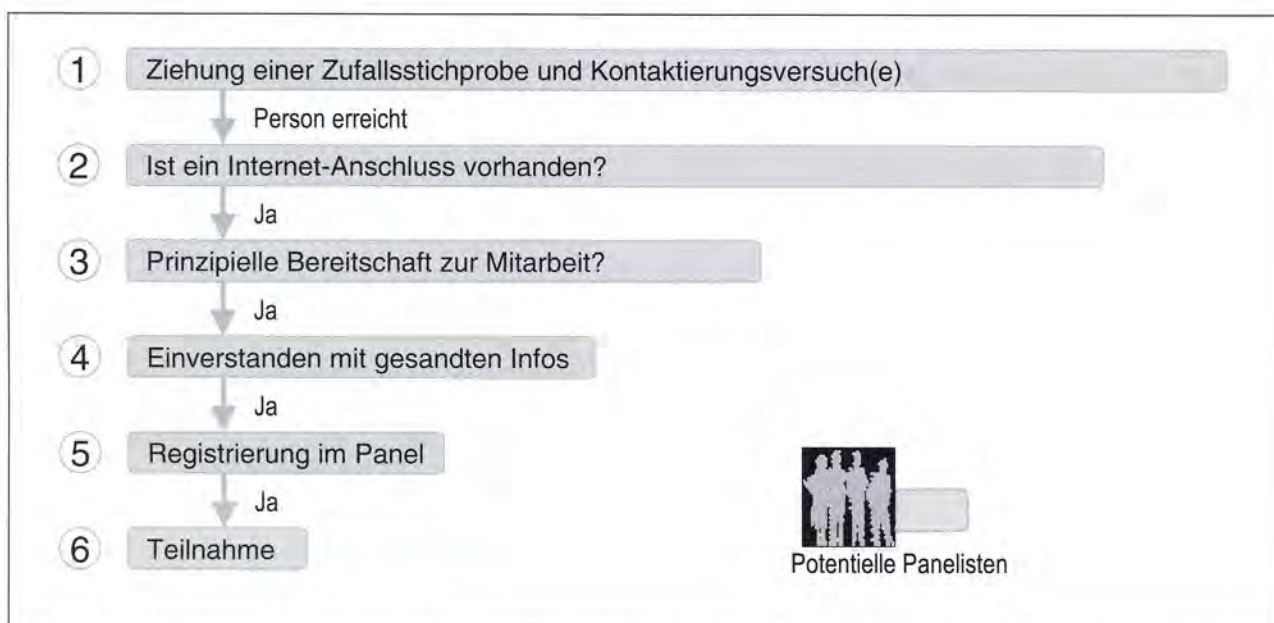 1 Ziehung einer Zufallsstichprobe und Kontaktierungsversuch(e)
Person erreicht
2 Ist ein Internet-Anschluss vorhanden?
Ja
3 Prinzipielle Bereitschaft zur Mitarbeit?
Ja
4 Einverstanden mit gesandten Infos
Ja
5 Registrierung im Panel
Ja
6 Teilnahme
Potentielle Panelisten